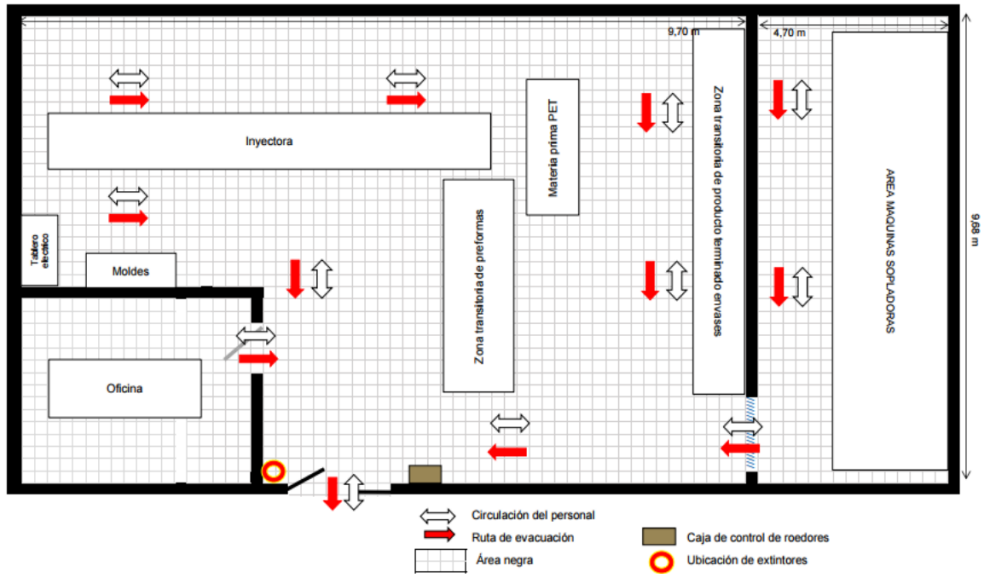 9,70 m
4,70 m
Inyectora
Materia prima PET
Zona transitoria de producto terminado envases
AREA MAQUINAS SOPLADORAS
9,68 m
Zona transitoria de preformas
Tablero
electrico
Moldes
Oficina
Circulación del personal
Ruta de evacuación
Área negra
Caja de control de roedores
Ubicación de extintores